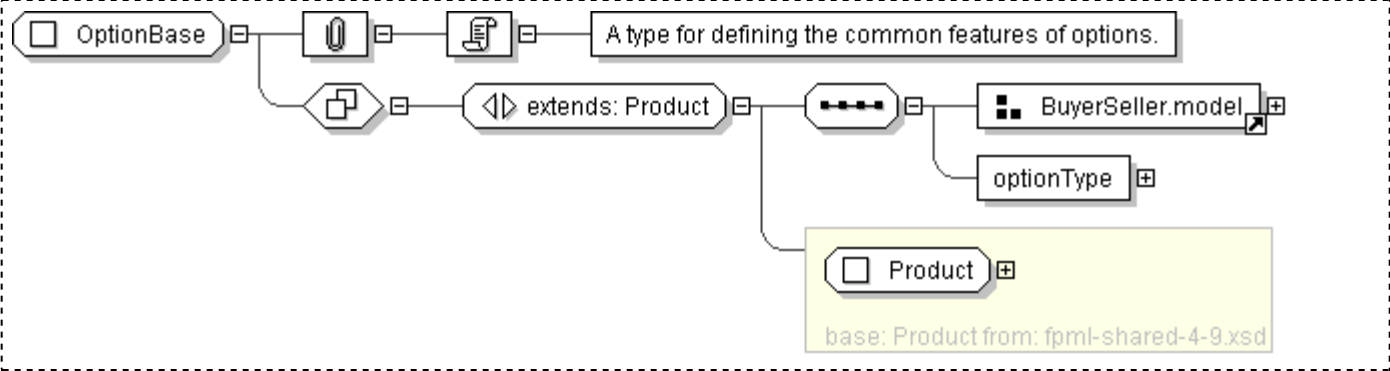 OptionBase
A type for defining the common features of options.
extends: Product
BuyerSeller.model
optionType
Product
base: Product from: fpml-shared-4-9.xsd